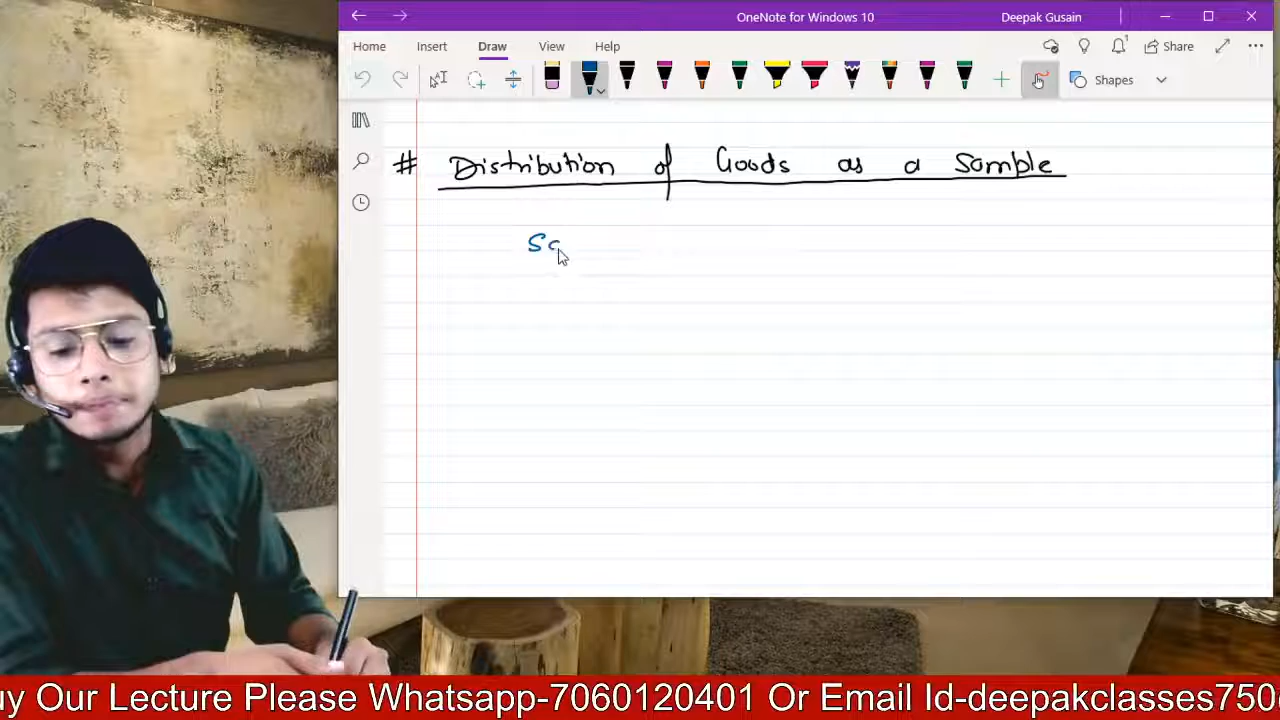 OneNote for Windows 10
Deepak Gusain
Home Insert Draw View Help
Share
Shapes
# Distribution of Goods as a Sample
Sa
uy Our Lecture Please Whatsapp-7060120401 Or Email Id-deepakclasses750